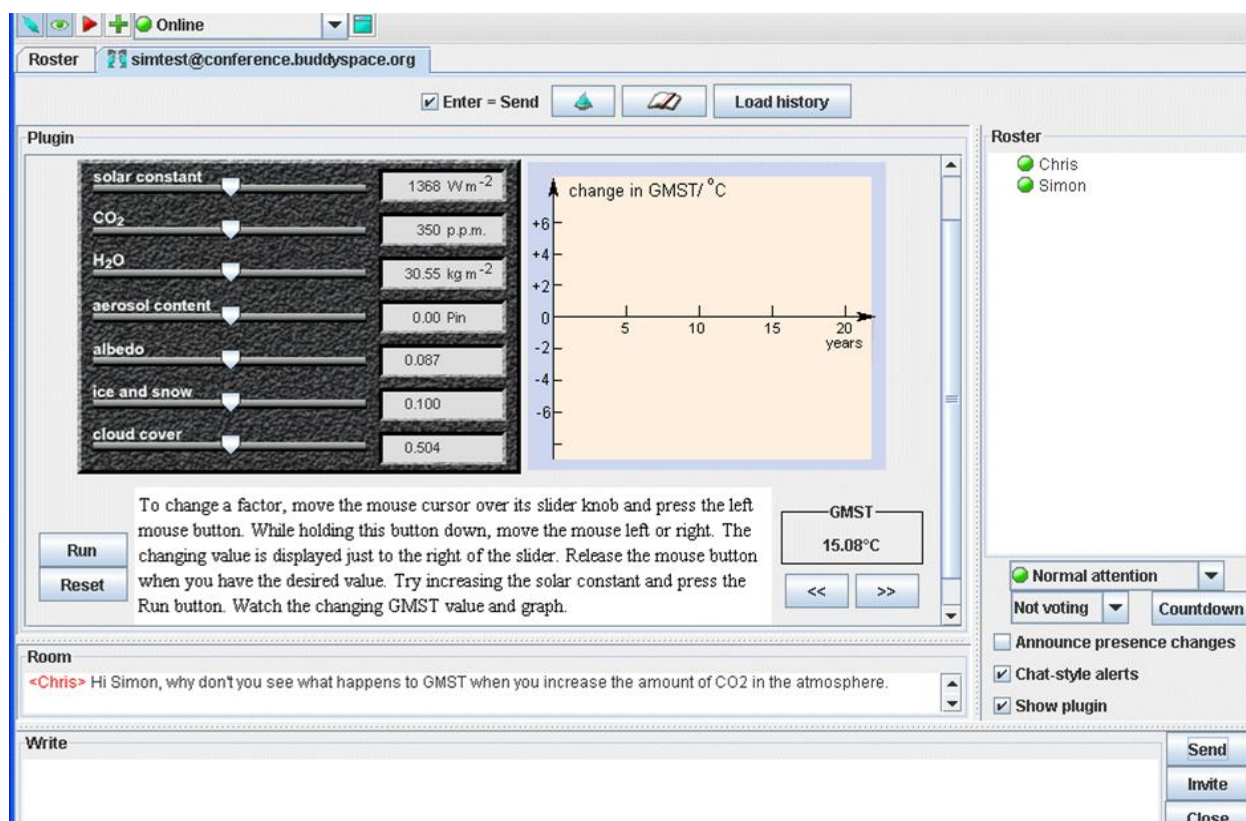 Online
Roster
simtest@conference.buddyspace.org
Enter = Send
Load history
Plugin
solar constant
1368 W m-2
CO2
350 p.p.m.
H2O
30.55 kg m-2
aerosol content
0.00 Pin
albedo
0.087
ice and snow
0.100
cloud cover
0.504
change in GMST/ °C
+6
+4
+2
0
-2
-4
-6
5 10 15 20
years
To change a factor, move the mouse cursor over its slider knob and press the left
mouse button. While holding this button down, move the mouse left or right. The
changing value is displayed just to the right of the slider. Release the mouse button
when you have the desired value. Try increasing the solar constant and press the
Run button. Watch the changing GMST value and graph.
Run
Reset
GMST
15.08°C
<<
>>
Roster
Chris
Simon
Normal attention
Not voting
Countdown
Announce presence changes
Chat-style alerts
Show plugin
Room
<Chris> Hi Simon, why don't you see what happens to GMST when you increase the amount of CO2 in the atmosphere.
Write
Send
Invite
Close